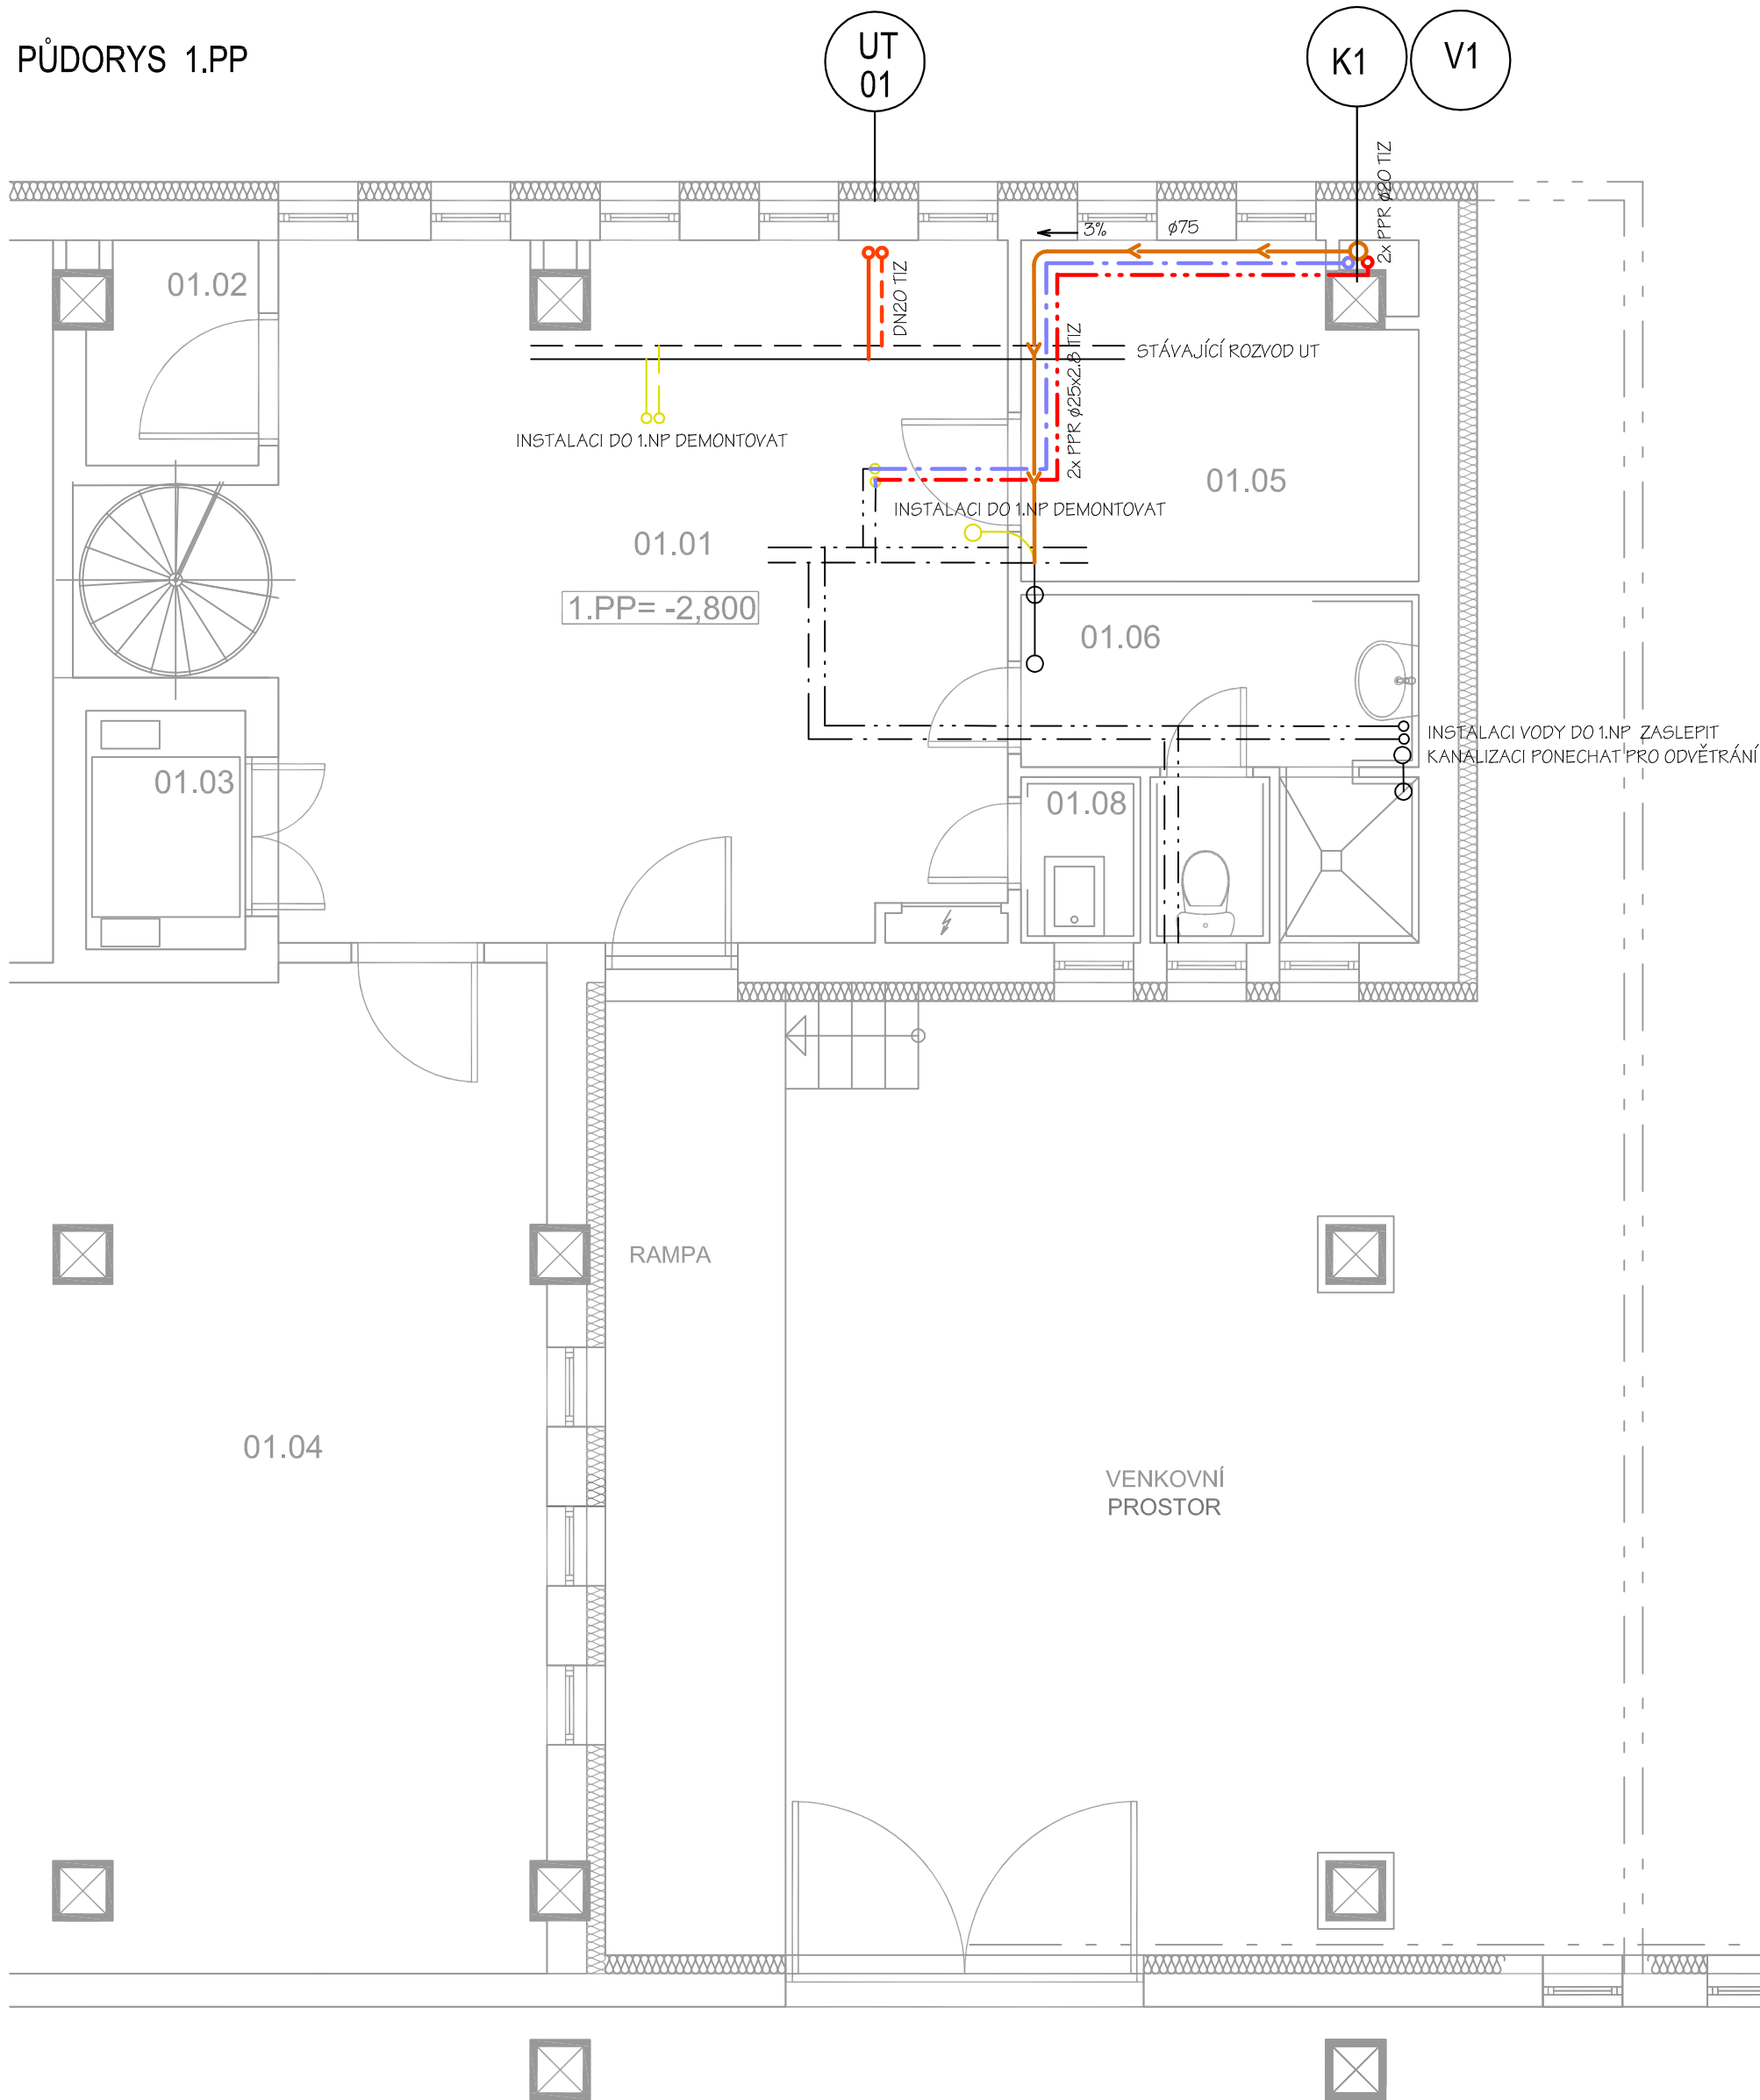 PŮDORYS 1.PP
UT
01
K1
V1
2x PPR ø20 TIZ
3%
ø75
01.02
DN20 TIZ
STÁVAJÍCÍ ROZVOD UT
2x PPR ø25x2.8 TIZ
INSTALACI DO 1.NP DEMONTOVAT
01.05
INSTALACI DO 1.NP DEMONTOVAT
01.01
1.PP= -2,800
01.06
INSTALACI VODY DO 1.NP ZASLEPIT
KANALIZACI PONECHAT PRO ODVĚTRÁNÍ
01.03
01.08
RAMPA
01.04
VENKOVNÍ
PROSTOR